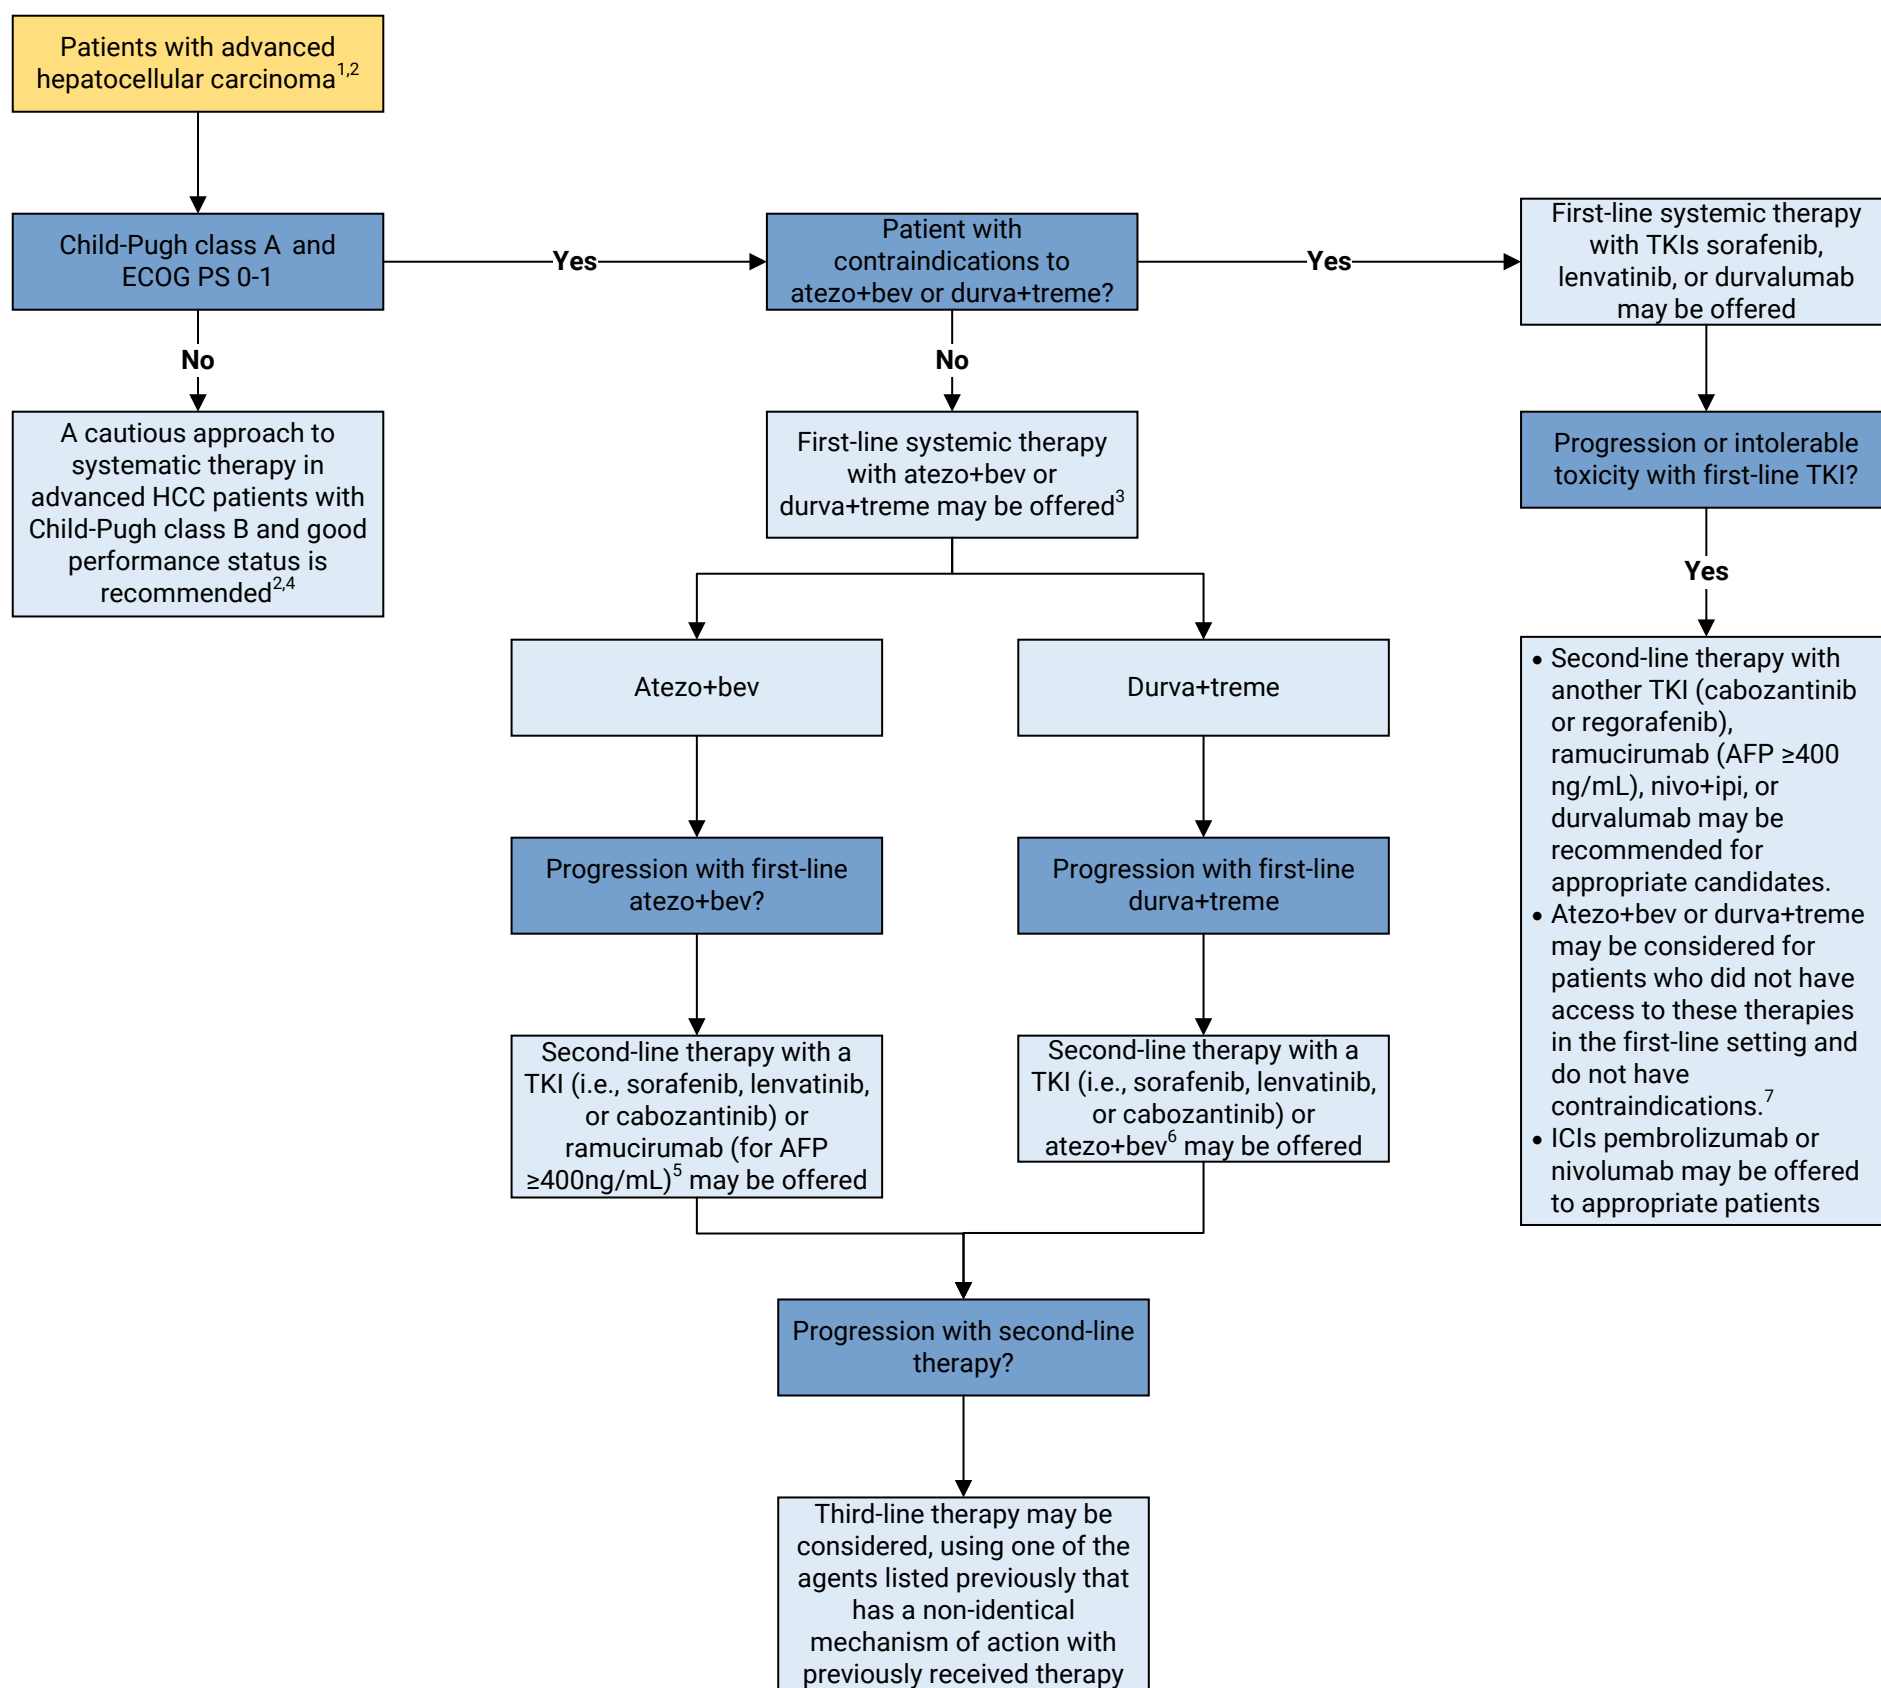 Patients with advanced
hepatocellular carcinoma1,2
Child-Pugh class A and
ECOG PS 0-1
Yes
Patient with
contraindications to
atezo+bev or durva+treme?
Yes
First-line systemic therapy
with TKIs sorafenib,
lenvatinib, or durvalumab
may be offered
No
No
A cautious approach to
systematic therapy in
advanced HCC patients with
Child-Pugh class B and good
performance status is
recommended2,4
First-line systemic therapy
with atezo+bev or
durva+treme may be offered3
Progression or intolerable
toxicity with first-line TKI?
Yes
Atezo+bev
Durva+treme
• Second-line therapy with
another TKI (cabozantinib
or regorafenib),
ramucirumab (AFP ≥400
ng/mL), nivo+ipi, or
durvalumab may be
recommended for
appropriate candidates.
• Atezo+bev or durva+treme
may be considered for
patients who did not have
access to these therapies
in the first-line setting and
do not have
contraindications.7
• ICIs pembrolizumab or
nivolumab may be offered
to appropriate patients
Progression with first-line
atezo+bev?
Progression with first-line
durva+treme
Second-line therapy with a
TKI (i.e., sorafenib, lenvatinib,
or cabozantinib) or
ramucirumab (for AFP
≥400ng/mL)5 may be offered
Second-line therapy with a
TKI (i.e., sorafenib, lenvatinib,
or cabozantinib) or
atezo+bev6 may be offered
Progression with second-line
therapy?
Third-line therapy may be
considered, using one of the
agents listed previously that
has a non-identical
mechanism of action with
previously received therapy